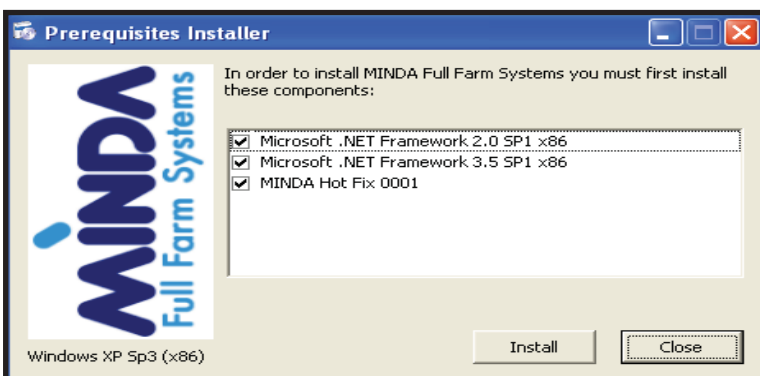 Prerequisites Installer
In order to install MINDA Full Farm Systems you must first install
these components:
Microsoft .NET Framework 2.0 SP1 x86
Microsoft .NET Framework 3.5 SP1 x86
MINDA Hot Fix 0001
MINDA
Full Farm Systems
Windows XP Sp3 (x86)
Install
Close